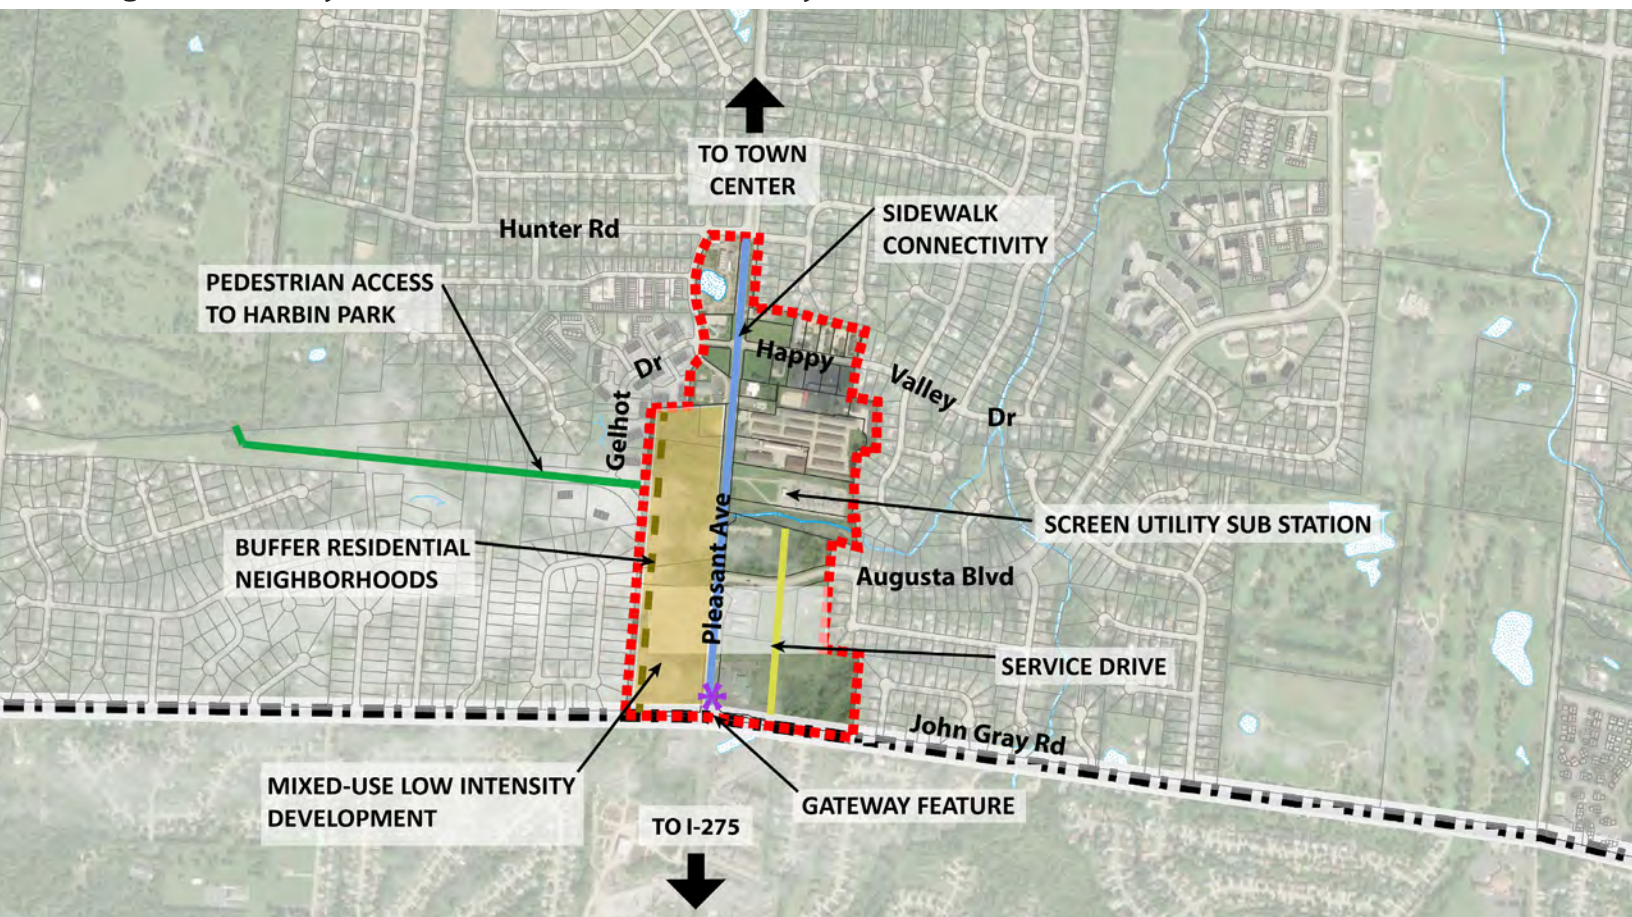 TO TOWN
CENTER
Hunter Rd
SIDEWALK
CONNECTIVITY
PEDESTRIAN ACCESS
TO HARBIN PARK
Happy
Valley
Dr
Gelhot
Dr
SCREEN UTILITY SUB STATION
BUFFER RESIDENTIAL
NEIGHBORHOODS
Pleasant Ave
Augusta Blvd
SERVICE DRIVE
John Gray Rd
MIXED-USE LOW INTENSITY
DEVELOPMENT
GATEWAY FEATURE
TO I-275